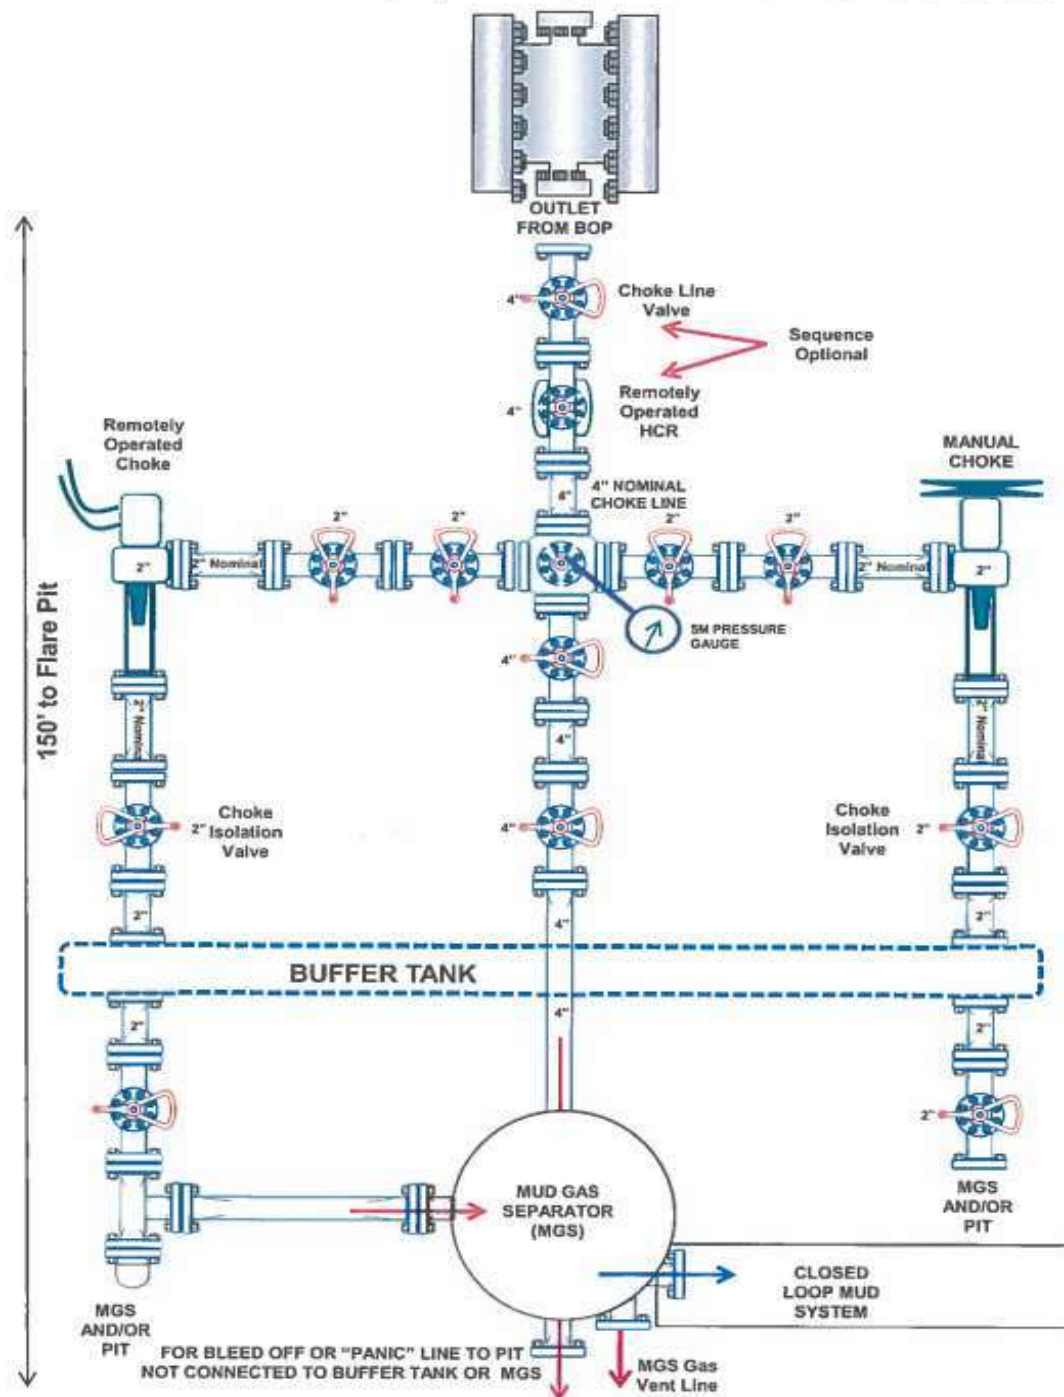 OUTLET
FROM BOP
4"
Choke Line
Valve
Sequence
Optional
4"
Remotely
Operated
HCR
Remotely
Operated
Choke
MANUAL
CHOKE
4" NOMINAL
CHOKE LINE
4"
2"
2"
2"
2"
2"
2" Nominal
2" Nominal
2"
5M PRESSURE
GAUGE
150' to Flare Pit
4"
2" Nominal
4"
2" Nominal
Choke
Isolation
Valve
2"
4"
Choke
Isolation
Valve
2"
2"
4"
2"
BUFFER TANK
2"
4"
2"
2"
MUD GAS
SEPARATOR
(MGS)
MGS
AND/OR
PIT
CLOSED
LOOP MUD
SYSTEM
MGS
AND/OR
PIT
FOR BLEED OFF OR "PANIC" LINE TO PIT
NOT CONNECTED TO BUFFER TANK OR MGS
MGS Gas
Vent Line